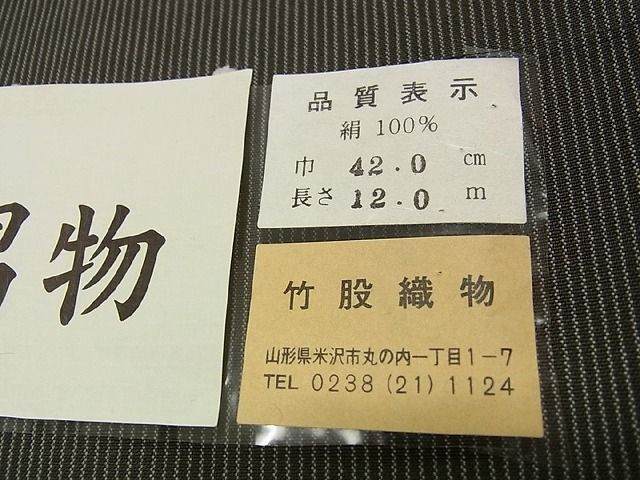 物
品質表示
絹 100%
巾 42.0 cm
長さ 12.0 m
竹股織物
山形県米沢市丸の内一丁目1-7
TEL 0238 (21) 1124